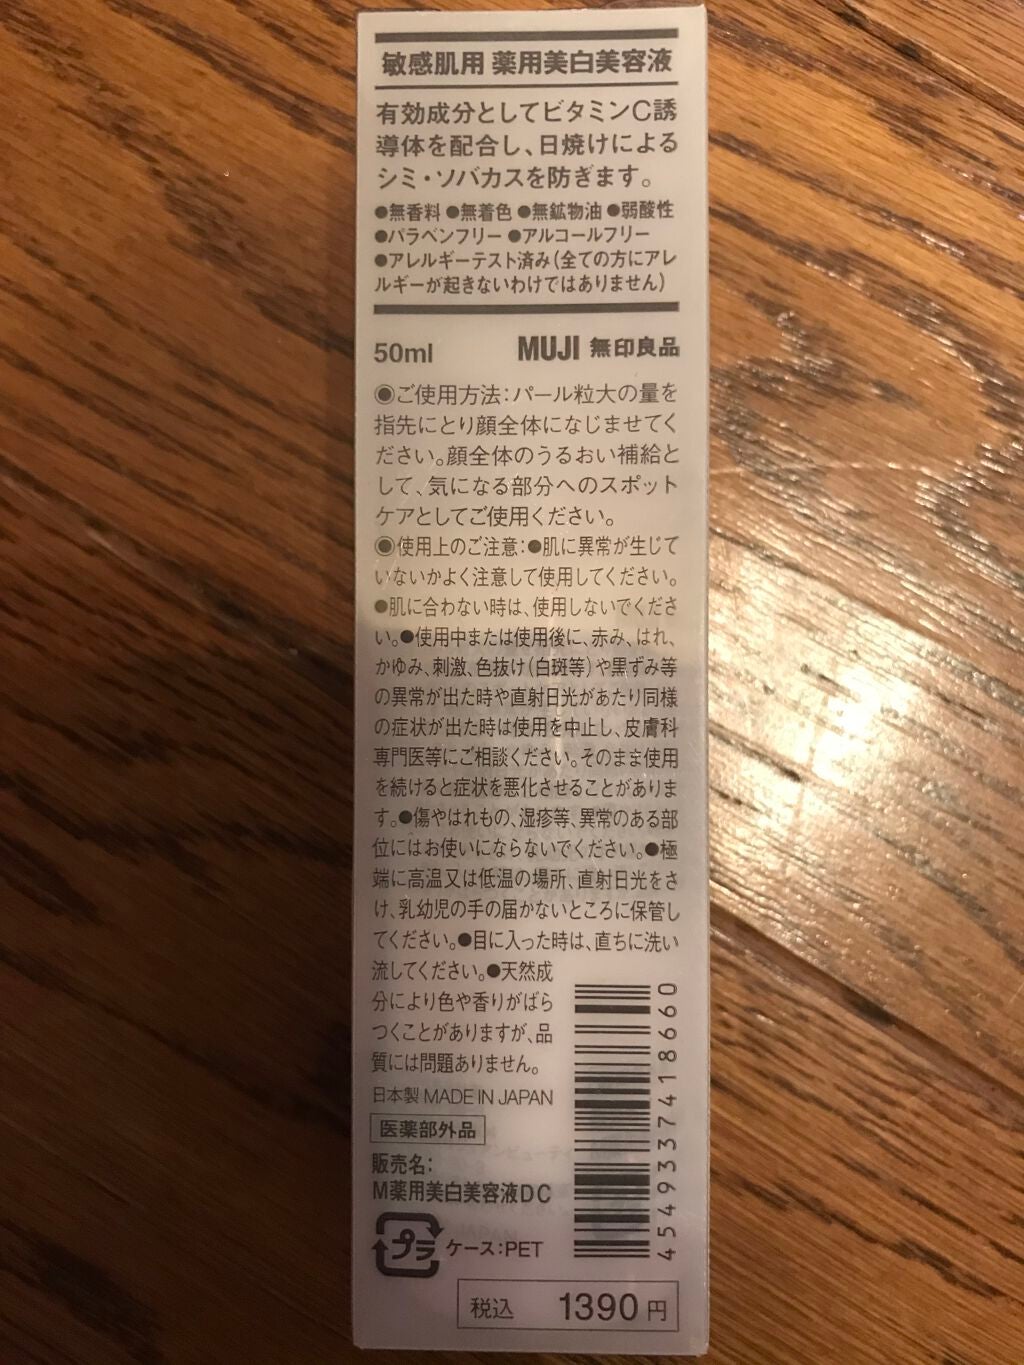 敏感肌用 薬用美白美容液
有効成分としてビタミンC誘
導体を配合し、日焼けによる
シミ・ソバカスを防ぎます。
●無香料 ●無着色 ●無鉱物油 ●弱酸性
●パラベンフリー ●アルコールフリー
●アレルギーテスト済み(全ての方にアレ
ルギーが起きないわけではありません)
50ml MUJI 無印良品
◉ご使用方法:パール粒大の量を
指先にとり顔全体になじませてく
ださい。顔全体のうるおい補給と
して、気になる部分へのスポット
ケアとしてご使用ください。
◉使用上のご注意:●肌に異常が生じて
いないかよく注意して使用してください。
●肌に合わない時は、使用しないでくださ
い。●使用中または使用後に、赤み、はれ、
かゆみ、刺激、色抜け(白斑等)や黒ずみ等
の異常が出た時や直射日光があたり同様
の症状が出た時は使用を中止し、皮膚科
専門医等にご相談ください。そのまま使用
を続けると症状を悪化させることがありま
す。●傷やはれもの、湿疹等、異常のある部
位にはお使いにならないでください。●極
端に高温又は低温の場所、直射日光をさ
け、乳幼児の手の届かないところに保管し
てください。●目に入った時は、直ちに洗い
流してください。●天然成
分により色や香りがばら
つくことがありますが、品
質には問題ありません。
日本製 MADE IN JAPAN
医薬部外品
販売名:
M薬用美白美容液DC
プラ ケース:PET
4549337418660
税込 1390円